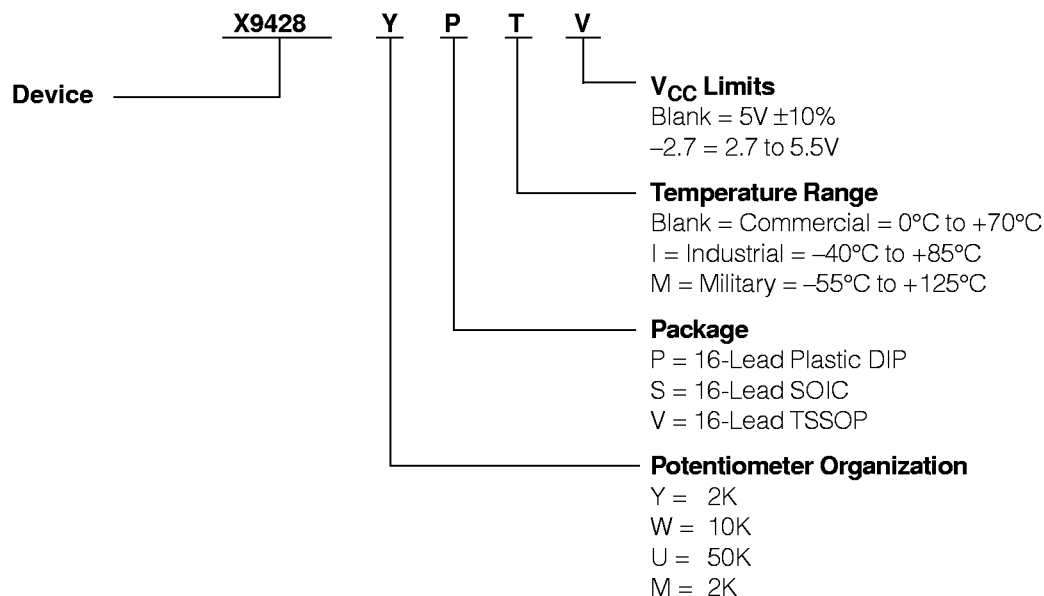 X9428 Y P T V
Device
VCC Limits
Blank = 5V ±10%
–2.7 = 2.7 to 5.5V
Temperature Range
Blank = Commercial = 0°C to +70°C
I = Industrial = –40°C to +85°C
M = Military = –55°C to +125°C
Package
P = 16-Lead Plastic DIP
S = 16-Lead SOIC
V = 16-Lead TSSOP
Potentiometer Organization
Y = 2K
W = 10K
U = 50K
M = 2K